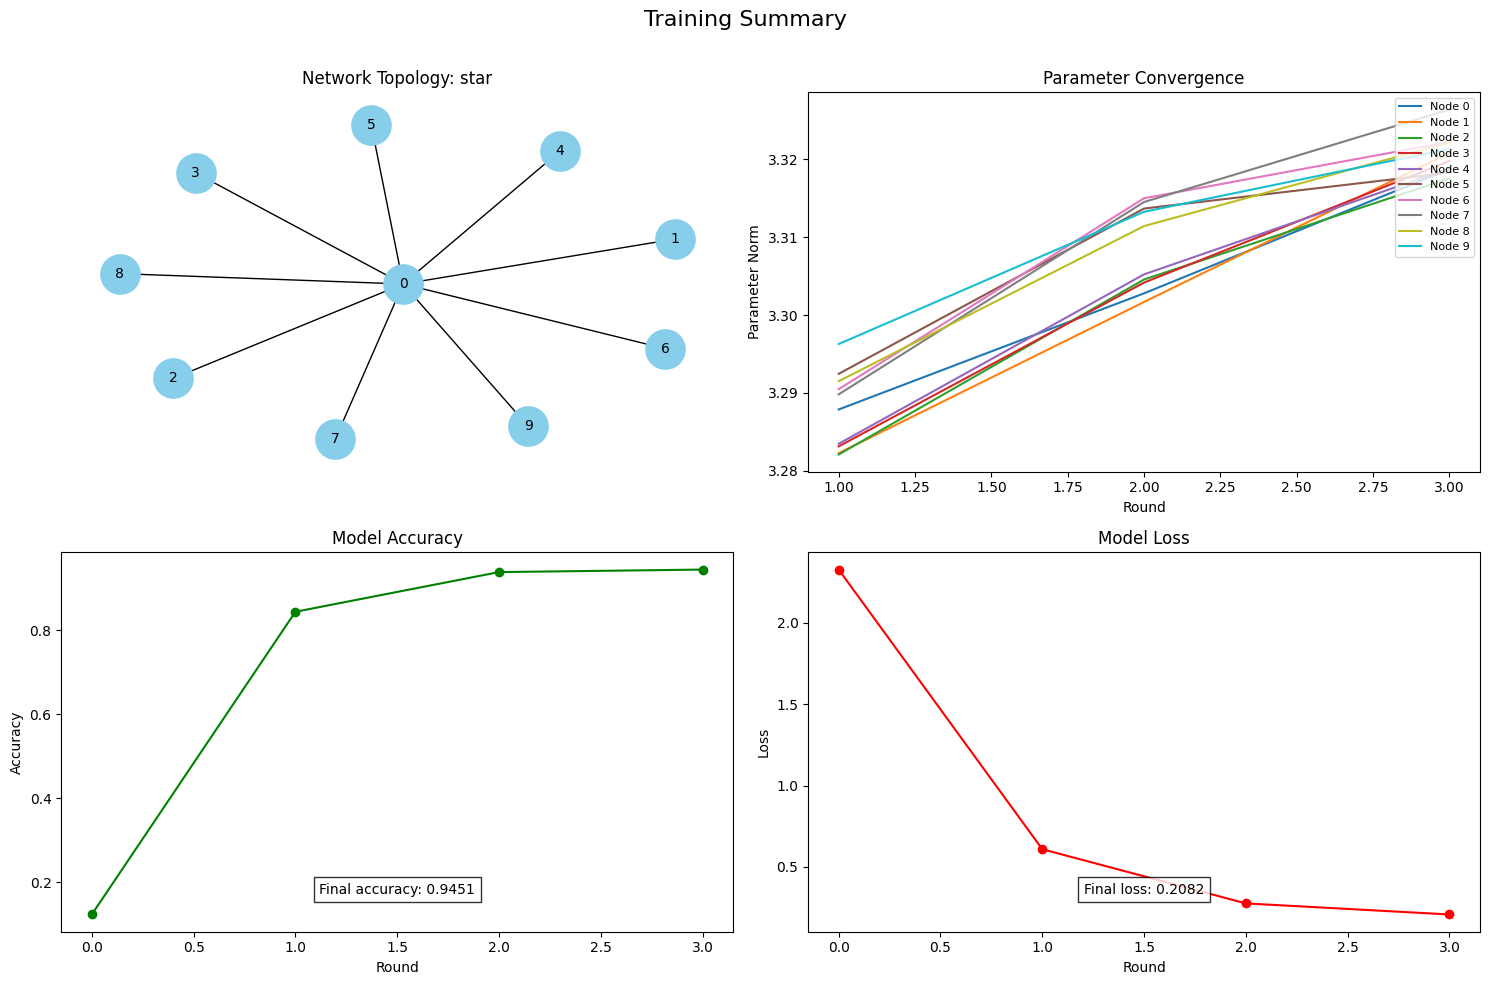 Training Summary
Network Topology: star
5
4
3
1
8
0
6
2
9
7
Parameter Convergence
Parameter Norm
3.32
3.31
3.30
3.29
3.28
1.00 1.25 1.50 1.75 2.00 2.25 2.50 2.75 3.00
Round
Node 0
Node 1
Node 2
Node 3
Node 4
Node 5
Node 6
Node 7
Node 8
Node 9
Model Accuracy
Accuracy
0.8
0.6
0.4
0.2
Final accuracy: 0.9451
0.0 0.5 1.0 1.5 2.0 2.5 3.0
Round
Model Loss
Loss
2.0
1.5
1.0
0.5
Final loss: 0.2082
0.0 0.5 1.0 1.5 2.0 2.5 3.0
Round